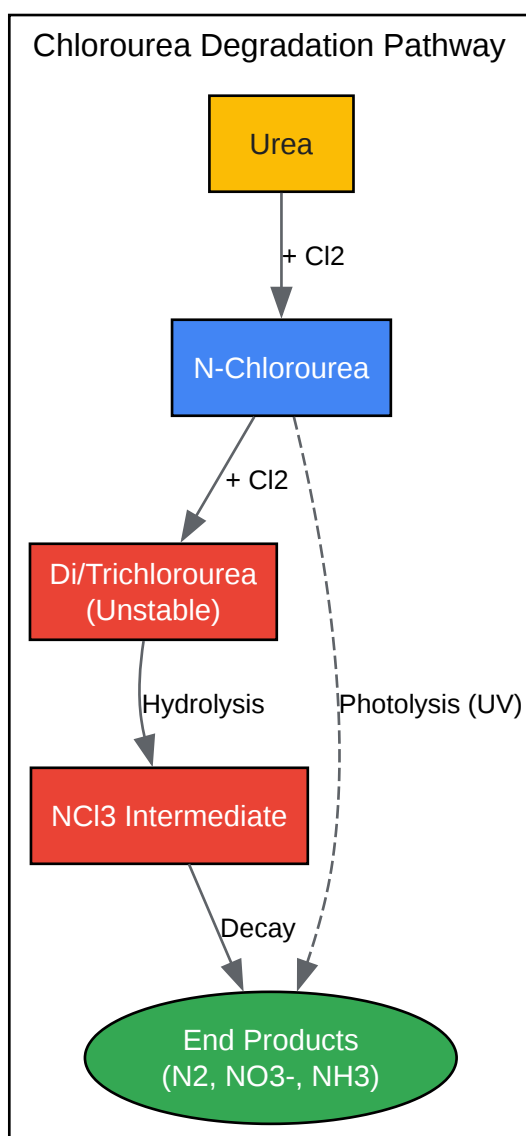 Chlorourea Degradation Pathway
Urea
+ Cl2
N-Chlorourea
+ Cl2
Di/Trichlorourea
(Unstable)
Hydrolysis
Photolysis (UV)
NCl3 Intermediate
Decay
End Products
(N2, NO3-, NH3)